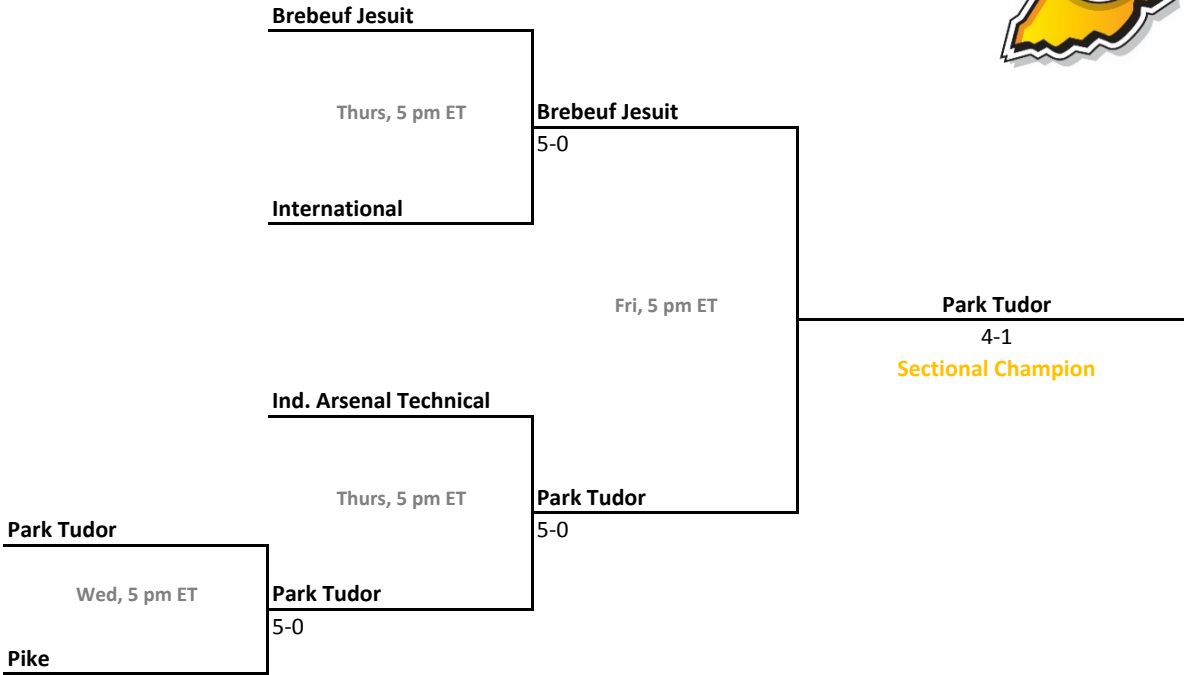 Brebeuf Jesuit
Thurs, 5 pm ET
Brebeuf Jesuit
5-0
International
Fri, 5 pm ET
Park Tudor
4-1
Sectional Champion
Ind. Arsenal Technical
Thurs, 5 pm ET
Park Tudor
5-0
Park Tudor
Wed, 5 pm ET
Park Tudor
5-0
Pike